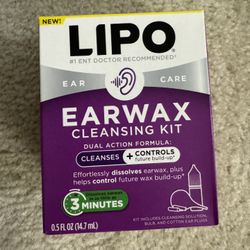 NEW!
LIPO®
#1 ENT DOCTOR RECOMMENDED*
EAR CARE
EARWAX
CLEANSING KIT
DUAL ACTION FORMULA:
CLEANSES + CONTROLS
future build-up*
Effortlessly dissolves earwax, plus
helps control future wax build-up*
Dissolves earwax
3 MINUTES
KIT INCLUDES CLEANSING SOLUTION,
BULB, AND COTTON EAR PLUGS
0.5 FL OZ (14.7 mL)